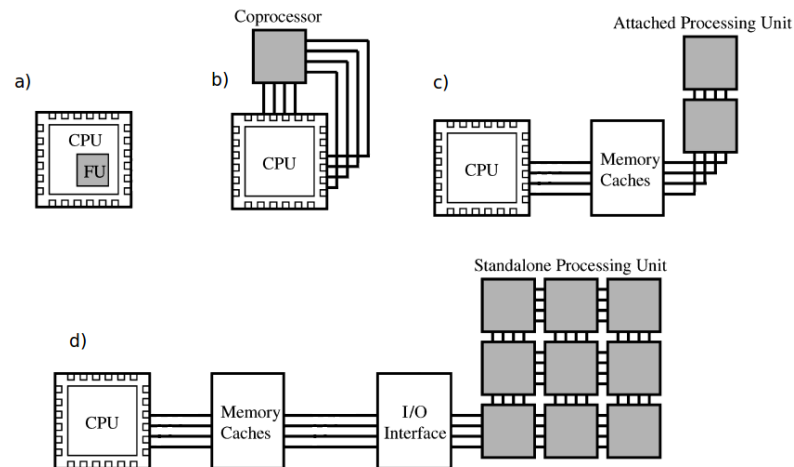 a)
CPU
FU
b)
Coprocessor
CPU
c)
Attached Processing Unit
CPU
Memory
Caches
d)
Standalone Processing Unit
CPU
Memory
Caches
I/O
Interface